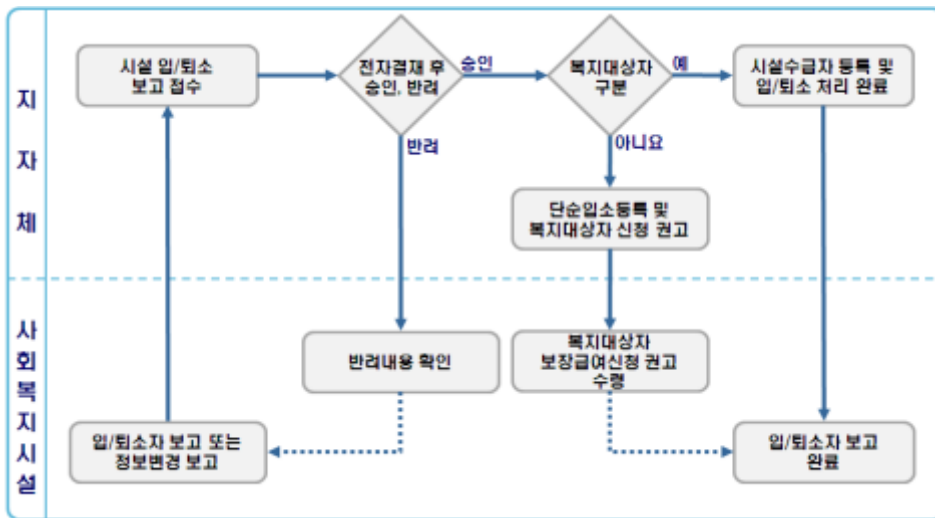 지
자
체
시설 입/퇴소
보고 접수
전자결재 후
승인, 반려
승인
복지대상자
구분
예
시설수급자 등록 및
입/퇴소 처리 완료
반려
아니요
단순입소등록 및
복지대상자 신청 권고
사
회
복
지
시
설
반려내용 확인
복지대상자
보장급여신청 권고
수령
입/퇴소자 보고 또는
정보변경 보고
입/퇴소자 보고
완료